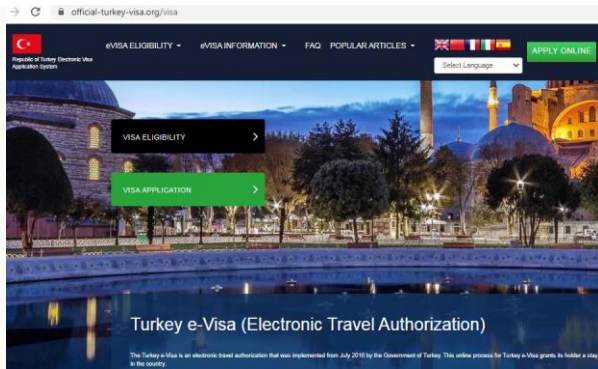 official-turkey-visa.org/visa
eVISA ELIGIBILITY
eVISA INFORMATION
FAQ
POPULAR ARTICLES
Select Language
APPLY ONLINE
Republic of Turkey Electronic Visa
Application System
VISA ELIGIBILITY
VISA APPLICATION
Turkey e-Visa (Electronic Travel Authorization)
The Turkey e-Visa is an electronic travel authorization that was implemented from July 2018 by the Government of Turkey. This online process for Turkey e-Visa grants its holder a stay
in the country.